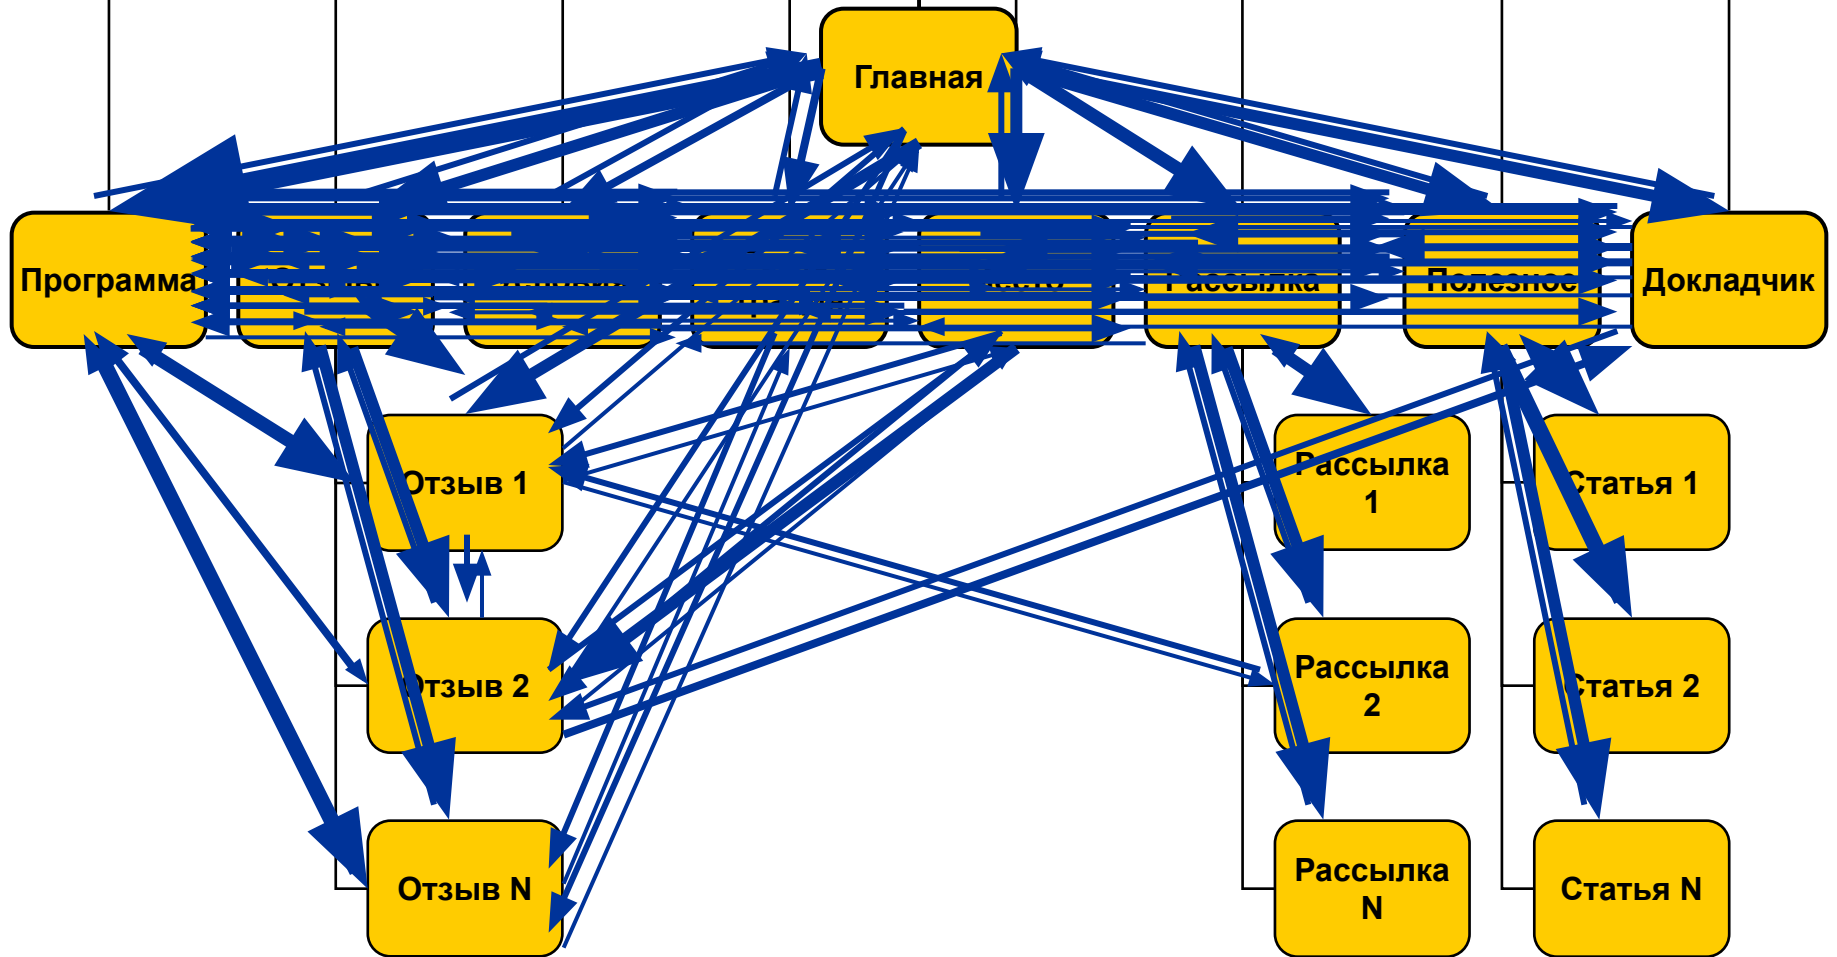 Главная
Программа
Рассылка
Полезное
Докладчик
Отзыв 1
Рассылка
1
Статья 1
Отзыв 2
Рассылка
2
Статья 2
Отзыв N
Рассылка
N
Статья N